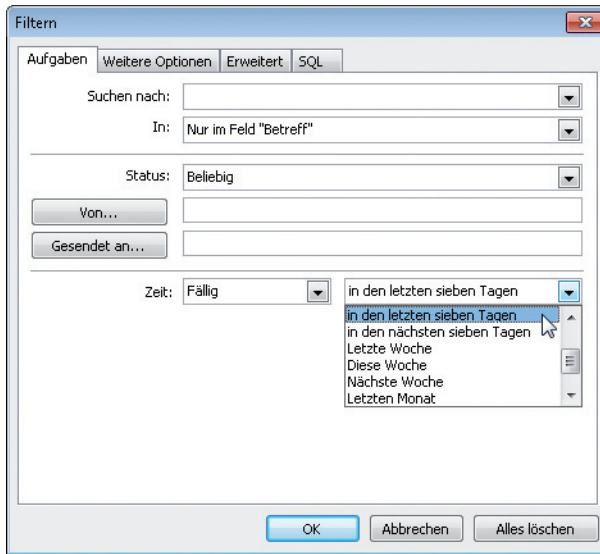 Filtern
Aufgaben Weitere Optionen Erweitert SQL
Suchen nach:
In: Nur im Feld "Betreff"
Status: Beliebig
Von...
Gesendet an...
Zeit: Fällig in den letzten sieben Tagen
in den letzten sieben Tagen
in den nächsten sieben Tagen
Letzte Woche
Diese Woche
Nächste Woche
Letzten Monat
OK Abbrechen Alles löschen